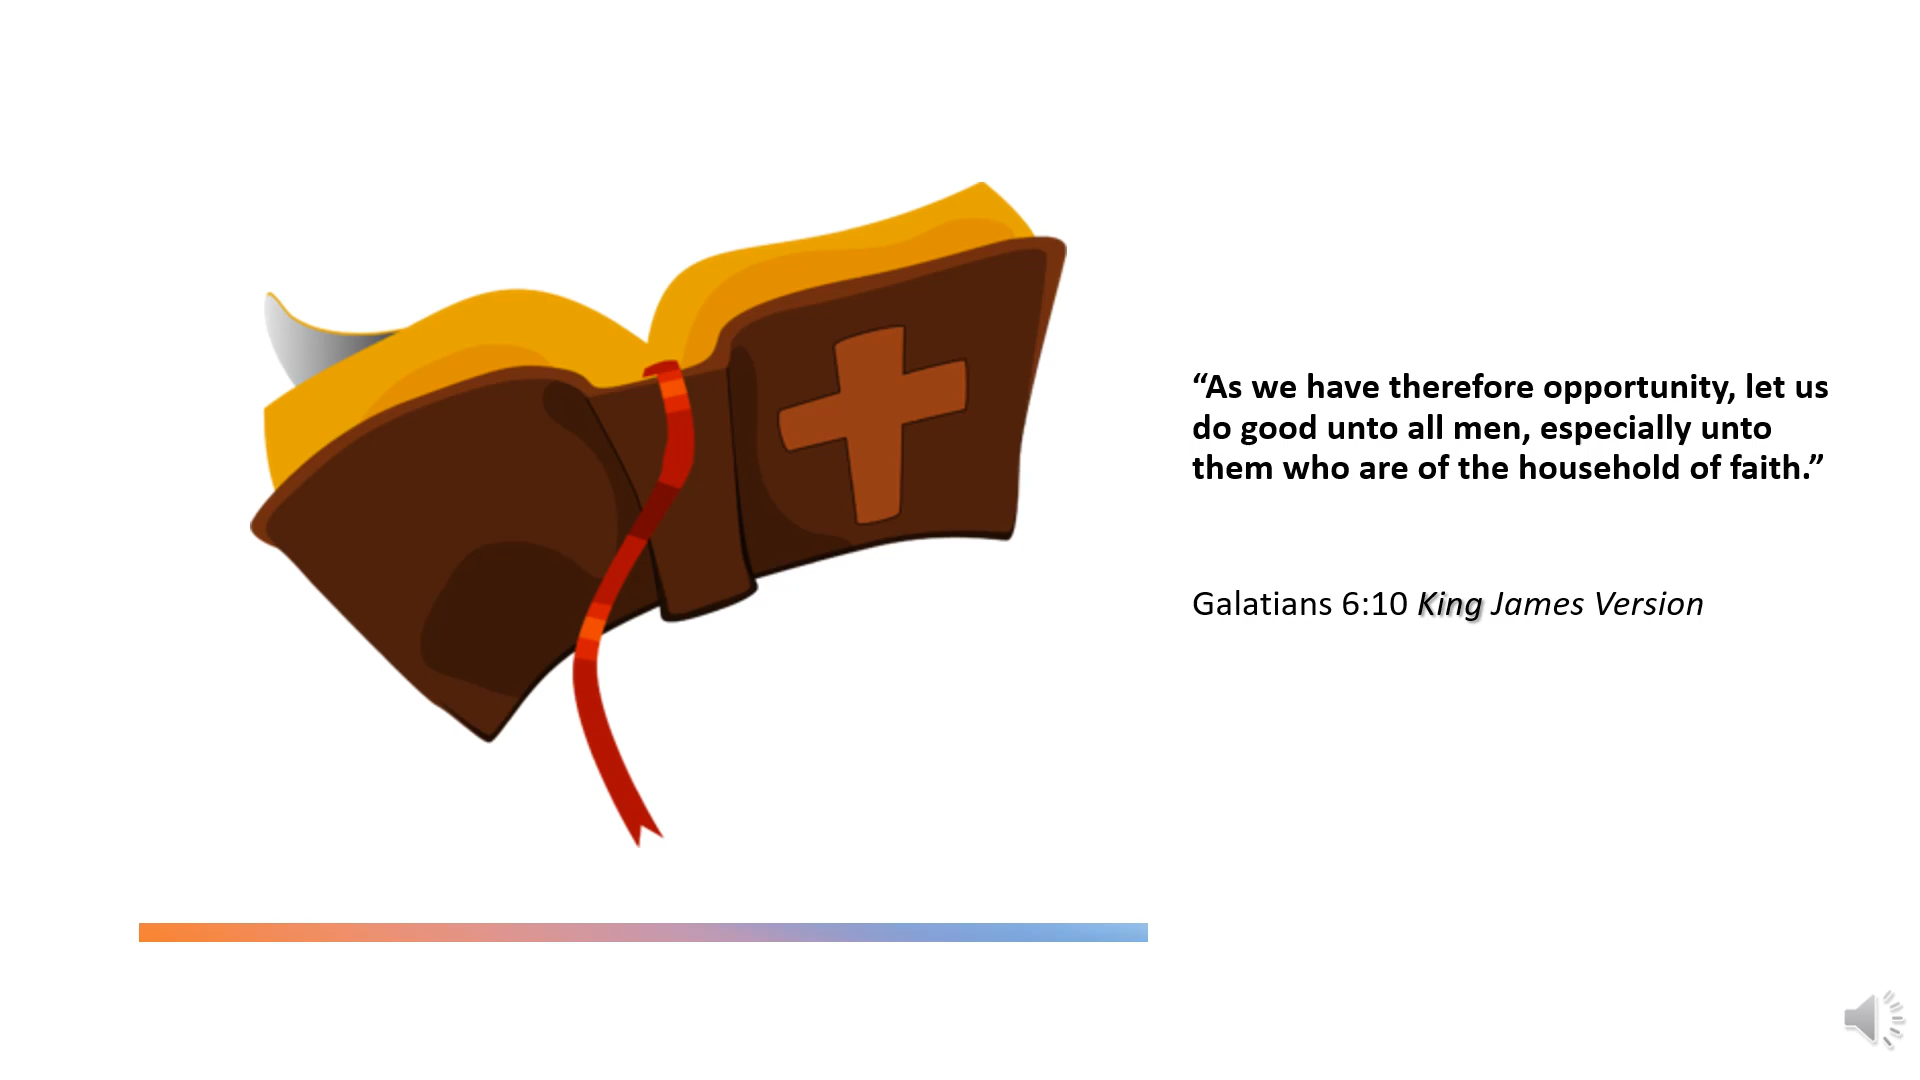 “As we have therefore opportunity, let us
do good unto all men, especially unto
them who are of the household of faith.”
Galatians 6:10 King James Version